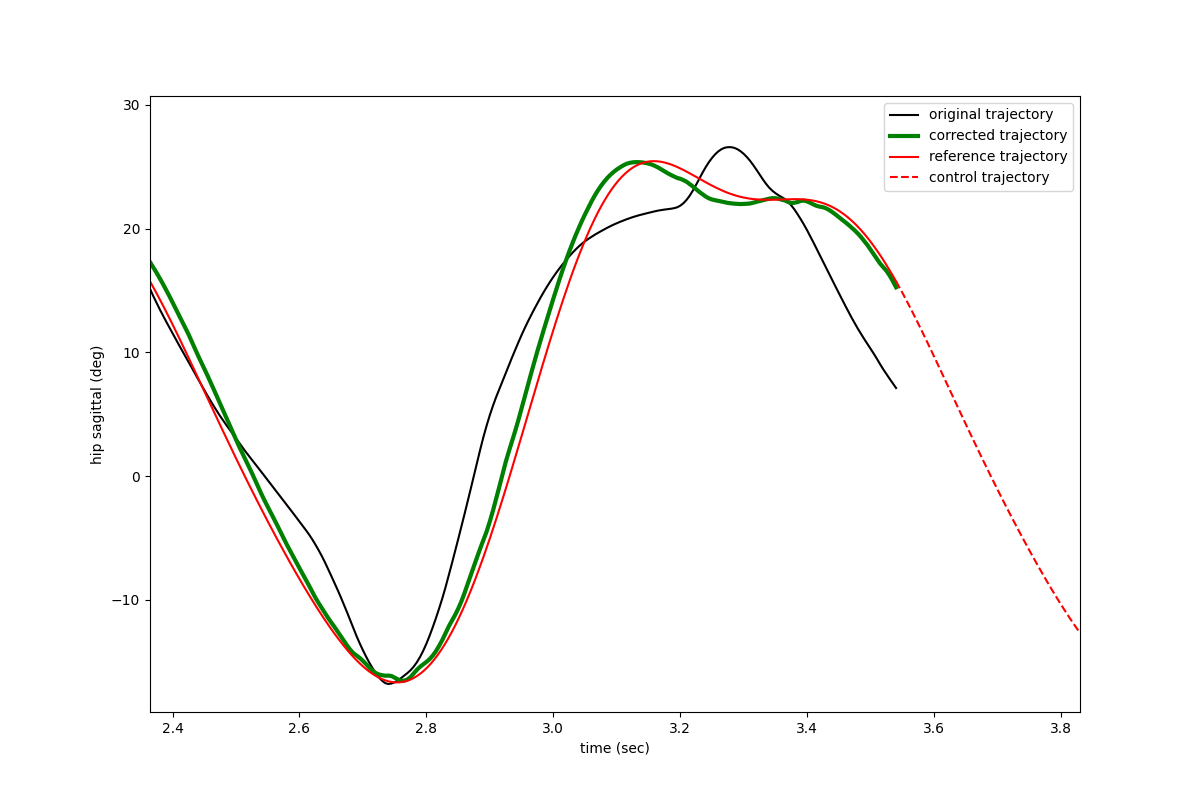 original trajectory
corrected trajectory
reference trajectory
control trajectory
30
20
10
0
−10
hip sagittal (deg)
2.4 2.6 2.8 3.0 3.2 3.4 3.6 3.8
time (sec)